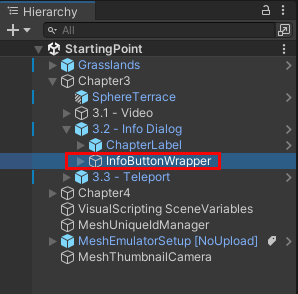 Hierarchy
All
StartingPoint
Grasslands
Chapter3
SphereTerrace
3.1 - Video
3.2 - Info Dialog
ChapterLabel
InfoButtonWrapper
3.3 - Teleport
Chapter4
VisualScripting SceneVariables
MeshUniqueIdManager
MeshEmulatorSetup [NoUpload]
MeshThumbnailCamera